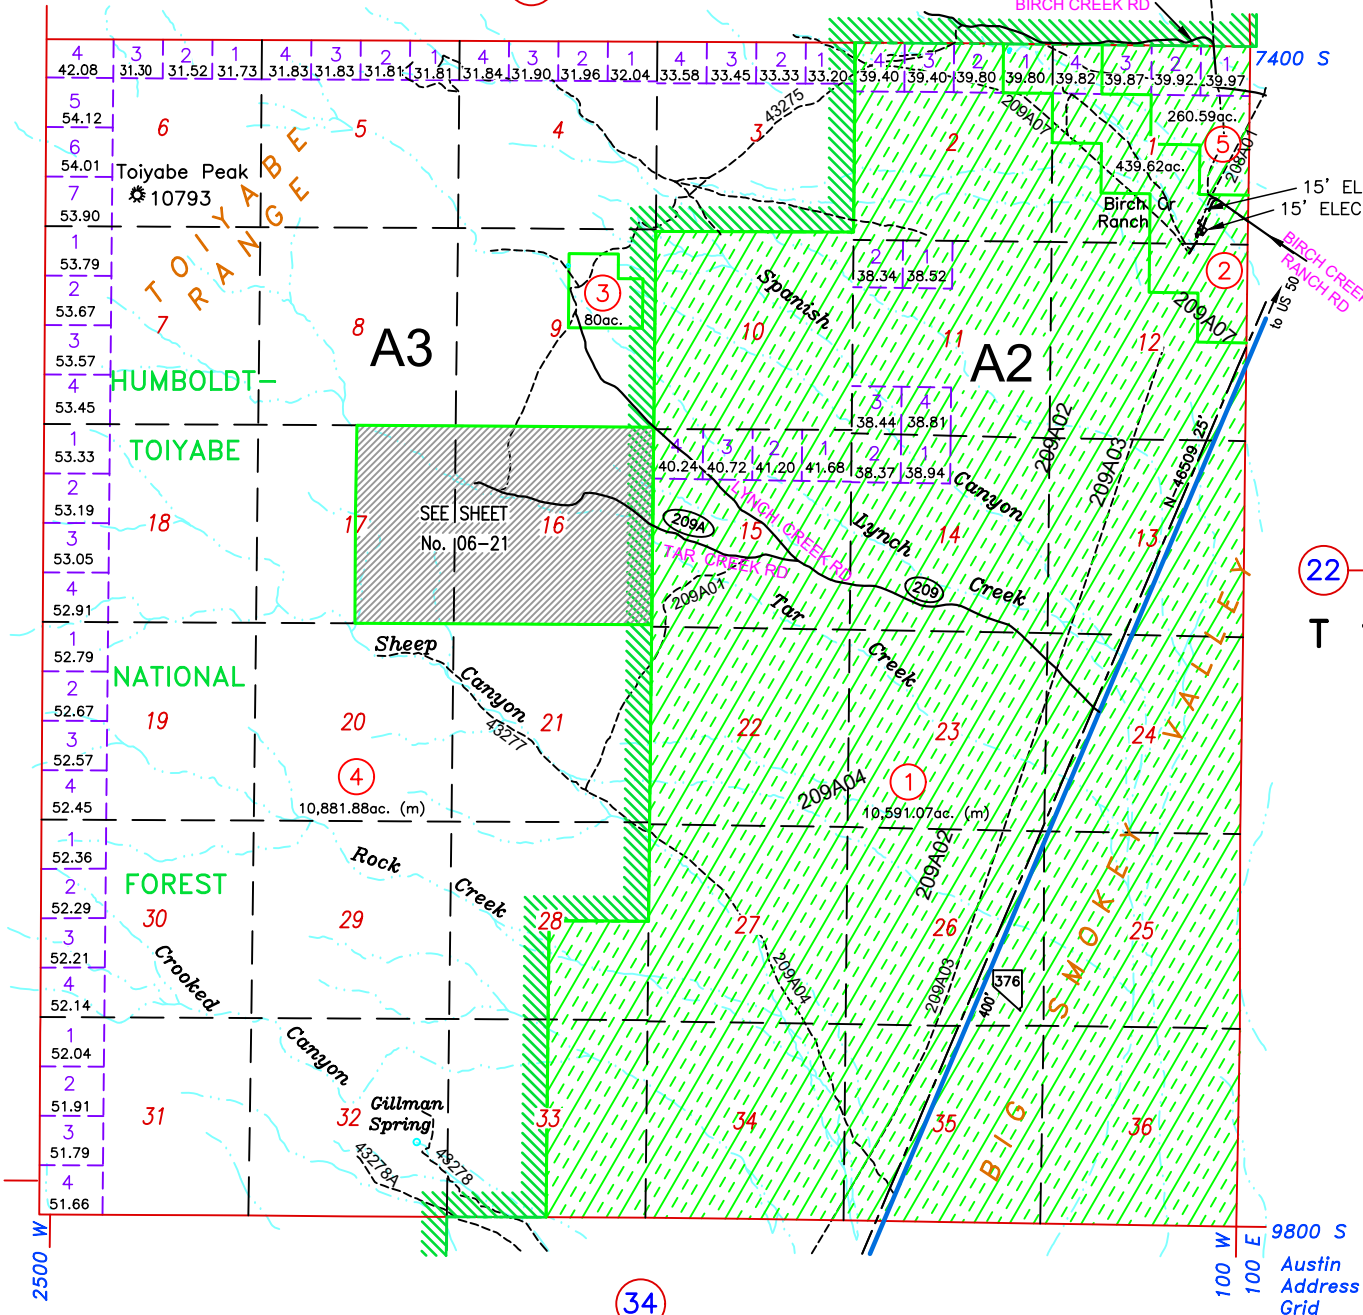 BIRCH CREEK RD
7400 S
4 3 2 1 4 3 2 1 4 3 2 1 4 3 2 1 4 3 2 1 4 3 2 1
42.08 31.30 31.52 31.73 31.83 31.83 31.81 31.81 31.84 31.90 31.96 32.04 33.58 33.45 33.33 33.20 39.40 39.40 39.80 39.80 39.82 39.87 39.92 39.97
5
54.12
6
54.01
7
53.90
6 5 4 3 2 1
43275
209A07
260.59ac.
5
208A01
439.62ac.
Toiyabe Peak
10793
TOIYABE
RANGE
Birch Cr
Ranch
15' EL
15' ELEC
BIRCH CREEK
RANCH RD
to US 50
1
53.79
2
53.67
3
53.57
4
53.45
7 8 9 10 11 12
3
80ac.
A3
A2
Spanish
2 1
38.34 38.52
2
209A07
3 4
38.44 38.81
HUMBOLDT-
TOIYABE
1
53.33
2
53.19
3
53.05
4
52.91
4 3 2 1 2 1
40.24 40.72 41.20 41.68 38.37 38.94
209A02
209A03
N-46509 25'
Canyon
18 17 16 15 14 13
SEE SHEET
No. 06-21
209A
LYNCH CREEK RD
TAR CREEK RD
Lynch
Creek
209
209A01
Tar
Creek
22
T
1
52.79
2
52.67
3
52.57
4
52.45
NATIONAL
Sheep
Canyon
43277
19 20 21 22 23 24
4
10,881.88ac. (m)
209A04
1
10,591.07ac. (m)
BIG SMOKEY VALLEY
1
52.36
2
52.29
3
52.21
4
52.14
FOREST
Rock
Creek
209A02
30 29 28 27 26 25
Crooked
Canyon
209A04
209A03
376
400'
1
52.04
2
51.91
3
51.79
4
51.66
31 32 33 34 35 36
Gillman
Spring
43278A
43278
2500 W
100 W
100 E
9800 S
Austin
Address
Grid
34